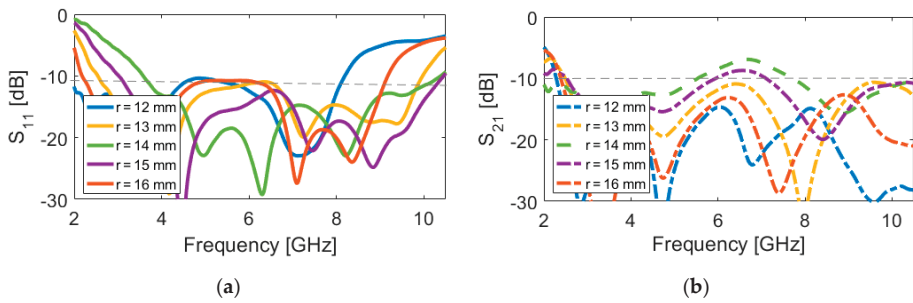 0
-10
-20
-30
S11 [dB]
r = 12 mm
r = 13 mm
r = 14 mm
r = 15 mm
r = 16 mm
2 4 6 8 10
Frequency [GHz]
(a)
0
-10
-20
-30
S21 [dB]
r = 12 mm
r = 13 mm
r = 14 mm
r = 15 mm
r = 16 mm
2 4 6 8 10
Frequency [GHz]
(b)